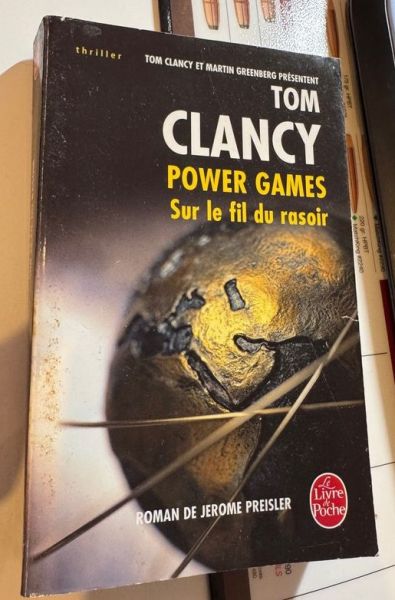 thriller
TOM CLANCY ET MARTIN GREENBERG PRÉSENTENT
TOM
CLANCY
POWER GAMES
Sur le fil du rasoir
ROMAN DE JEROME PREISLER
Le
Livre
de
Poche